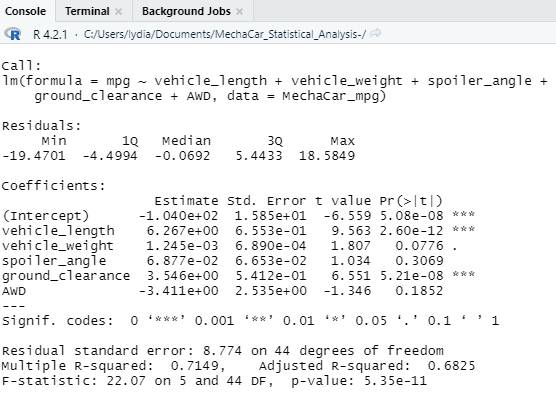 Console Terminal × Background Jobs ×
R R 4.2.1 · C:/Users/lydia/Documents/MechaCar_Statistical_Analysis-/
Call:
lm(formula = mpg ~ vehicle_length + vehicle_weight + spoiler_angle +
    ground_clearance + AWD, data = MechaCar_mpg)
Residuals:
     Min       1Q   Median       3Q      Max
-19.4701  -4.4994  -0.0692   5.4433  18.5849
Coefficients:
                   Estimate Std. Error t value Pr(>|t|)
(Intercept)      -1.040e+02  1.585e+01  -6.559 5.08e-08 ***
vehicle_length    6.267e+00  6.553e-01   9.563 2.60e-12 ***
vehicle_weight    1.245e-03  6.890e-04   1.807   0.0776 .
spoiler_angle     6.877e-02  6.653e-02   1.034   0.3069
ground_clearance  3.546e+00  5.412e-01   6.551 5.21e-08 ***
AWD              -3.411e+00  2.535e+00  -1.346   0.1852
---
Signif. codes:  0 ‘***’ 0.001 ‘**’ 0.01 ‘*’ 0.05 ‘.’ 0.1 ‘ ’ 1
Residual standard error: 8.774 on 44 degrees of freedom
Multiple R-squared:  0.7149,    Adjusted R-squared:  0.6825
F-statistic: 22.07 on 5 and 44 DF,  p-value: 5.35e-11